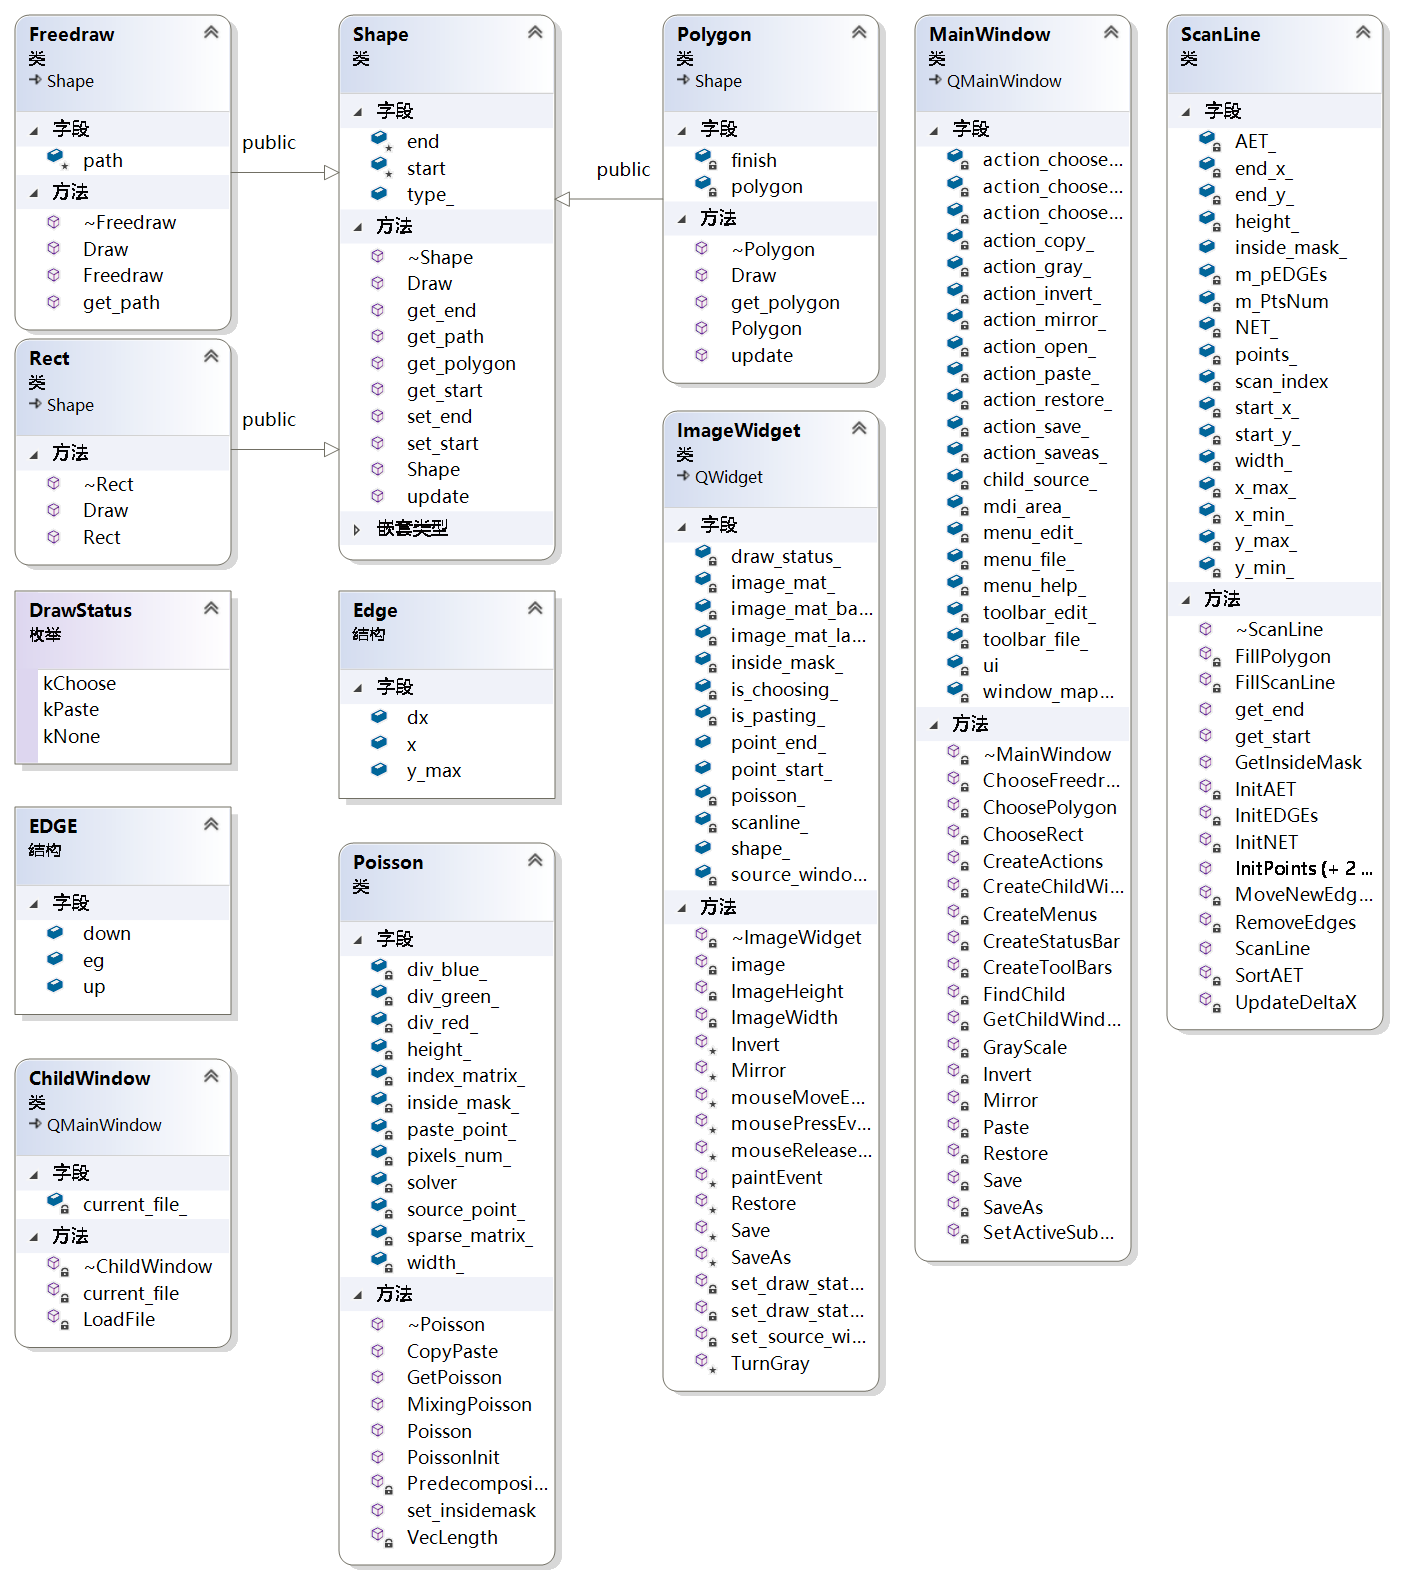 Freedraw
类
Shape
字段
path
方法
~Freedraw
Draw
Freedraw
get_path
public
Rect
类
Shape
方法
~Rect
Draw
Rect
public
DrawStatus
枚举
kChoose
kPaste
kNone
EDGE
结构
字段
down
eg
up
ChildWindow
类
QMainWindow
字段
current_file_
方法
~ChildWindow
current_file
LoadFile
Shape
类
字段
end
start
type_
方法
~Shape
Draw
get_end
get_path
get_polygon
get_start
set_end
set_start
Shape
update
嵌套类型
Edge
结构
字段
dx
x
y_max
Poisson
类
字段
div_blue_
div_green_
div_red_
height_
index_matrix_
inside_mask_
paste_point_
pixels_num_
solver
source_point_
sparse_matrix_
width_
方法
~Poisson
CopyPaste
GetPoisson
MixingPoisson
Poisson
PoissonInit
Predecomposi...
set_insidemask
VecLength
public
Polygon
类
Shape
字段
finish
polygon
方法
~Polygon
Draw
get_polygon
Polygon
update
ImageWidget
类
QWidget
字段
draw_status_
image_mat_
image_mat_ba...
image_mat_la...
inside_mask_
is_choosing_
is_pasting_
point_end_
point_start_
poisson_
scanline_
shape_
source_windo...
方法
~ImageWidget
image
ImageHeight
ImageWidth
Invert
Mirror
mouseMoveE...
mousePressEv...
mouseRelease...
paintEvent
Restore
Save
SaveAs
set_draw_stat...
set_draw_stat...
set_source_wi...
TurnGray
MainWindow
类
QMainWindow
字段
action_choose...
action_choose...
action_choose...
action_copy_
action_gray_
action_invert_
action_mirror_
action_open_
action_paste_
action_restore_
action_save_
action_saveas_
child_source_
mdi_area_
menu_edit_
menu_file_
menu_help_
toolbar_edit_
toolbar_file_
ui
window_map...
方法
~MainWindow
ChooseFreedr...
ChoosePolygon
ChooseRect
CreateActions
CreateChildWi...
CreateMenus
CreateStatusBar
CreateToolBars
FindChild
GetChildWind...
GrayScale
Invert
Mirror
Paste
Restore
Save
SaveAs
SetActiveSub...
ScanLine
类
字段
AET_
end_x_
end_y_
height_
inside_mask_
m_pEDGEs
m_PtsNum
NET_
points_
scan_index
start_x_
start_y_
width_
x_max_
x_min_
y_max_
y_min_
方法
~ScanLine
FillPolygon
FillScanLine
get_end
get_start
GetInsideMask
InitAET
InitEDGEs
InitNET
InitPoints (+ 2 ...
MoveNewEdg...
RemoveEdges
ScanLine
SortAET
UpdateDeltaX